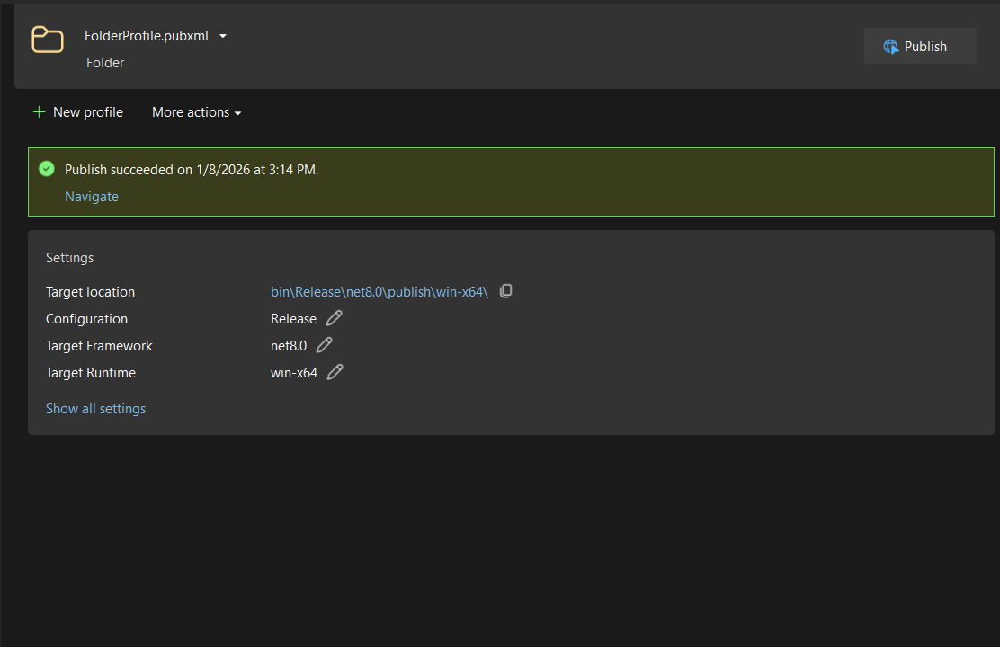 FolderProfile.pubxml
Folder
Publish
New profile
More actions
Publish succeeded on 1/8/2026 at 3:14 PM.
Navigate
Settings
Target location bin\Release\net8.0\publish\win-x64\
Configuration Release
Target Framework net8.0
Target Runtime win-x64
Show all settings